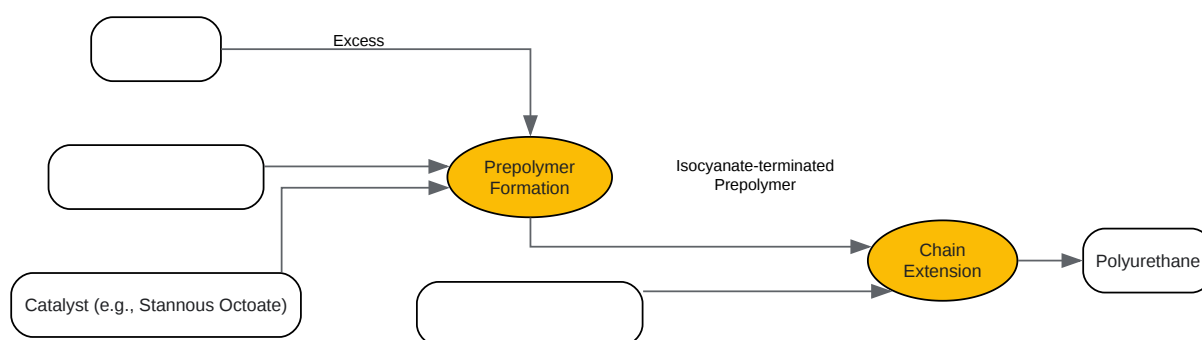 Excess
Prepolymer
Formation
Isocyanate-terminated
Prepolymer
Chain
Extension
Polyurethane
Catalyst (e.g., Stannous Octoate)